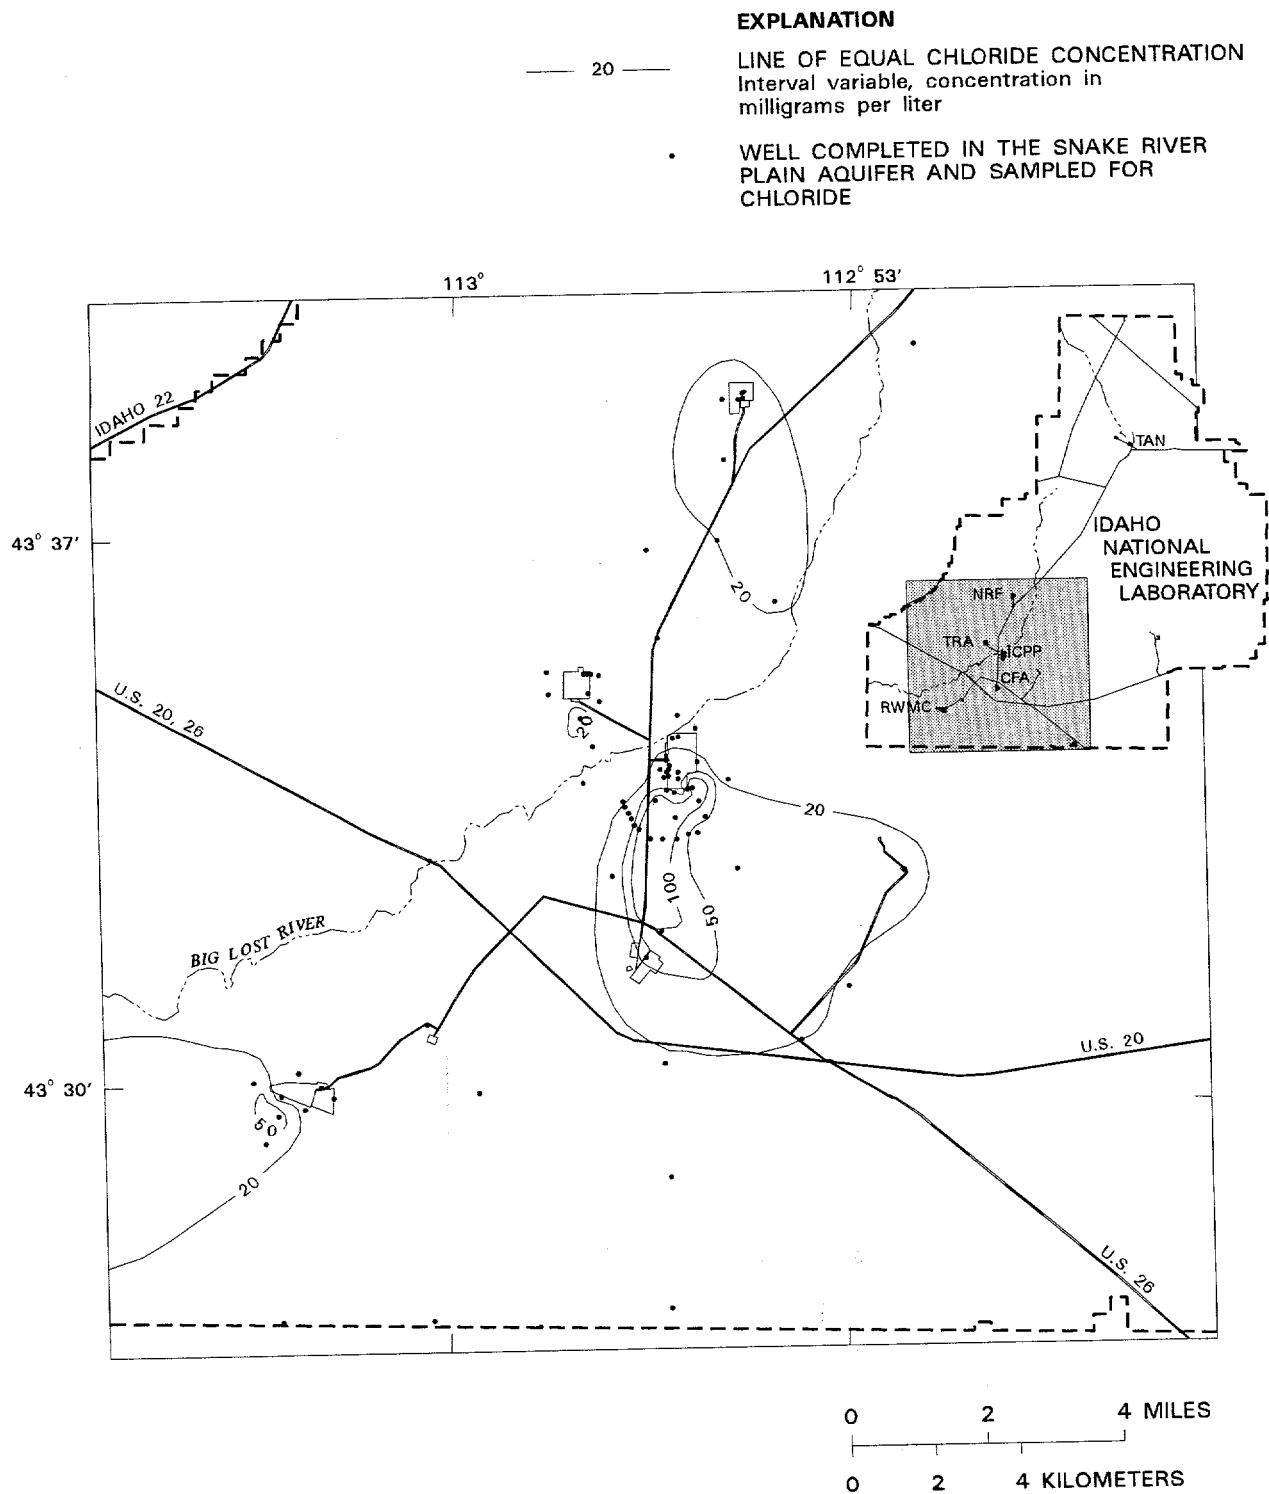 EXPLANATION
20
LINE OF EQUAL CHLORIDE CONCENTRATION
Interval variable, concentration in
milligrams per liter
WELL COMPLETED IN THE SNAKE RIVER
PLAIN AQUIFER AND SAMPLED FOR
CHLORIDE
113°
112° 53'
IDAHO 22
TAN
43° 37'
IDAHO
NATIONAL
ENGINEERING
LABORATORY
20
NRF
TRA
ICPP
CFA
RWMC
U.S. 20, 26
20
20
100
50
BIG LOST RIVER
U.S. 20
43° 30'
50
20
U.S. 26
0 2 4 MILES
0 2 4 KILOMETERS